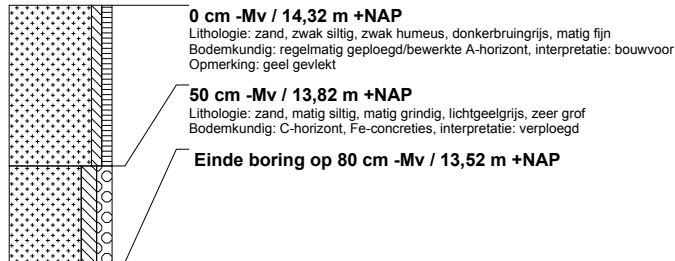 0 cm -Mv / 14,32 m +NAP
Lithologie: zand, zwak siltig, zwak humeus, donkerbruingrijs, matig fijn
Bodemkundig: regelmatig geploegd/bewerkte A-horizont, interpretatie: bouwvoor
Opmerking: geel gevlekt
50 cm -Mv / 13,82 m +NAP
Lithologie: zand, matig siltig, matig grindig, lichtgeelgrijs, zeer grof
Bodemkundig: C-horizont, Fe-concreties, interpretatie: verploegd
Einde boring op 80 cm -Mv / 13,52 m +NAP